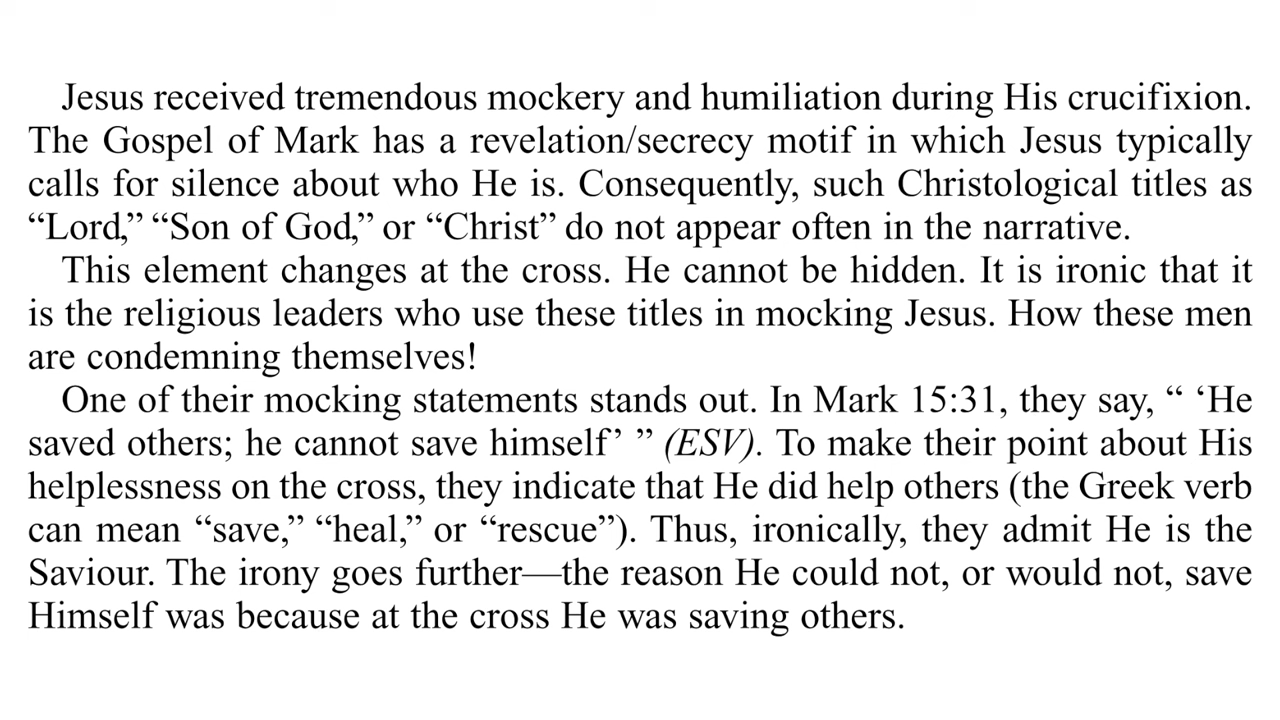 Jesus received tremendous mockery and humiliation during His crucifixion.
The Gospel of Mark has a revelation/secrecy motif in which Jesus typically
calls for silence about who He is. Consequently, such Christological titles as
“Lord,” “Son of God,” or “Christ” do not appear often in the narrative.
This element changes at the cross. He cannot be hidden. It is ironic that it
is the religious leaders who use these titles in mocking Jesus. How these men
are condemning themselves!
One of their mocking statements stands out. In Mark 15:31, they say, “ ‘He
saved others; he cannot save himself’ ” (ESV). To make their point about His
helplessness on the cross, they indicate that He did help others (the Greek verb
can mean “save,” “heal,” or “rescue”). Thus, ironically, they admit He is the
Saviour. The irony goes further—the reason He could not, or would not, save
Himself was because at the cross He was saving others.